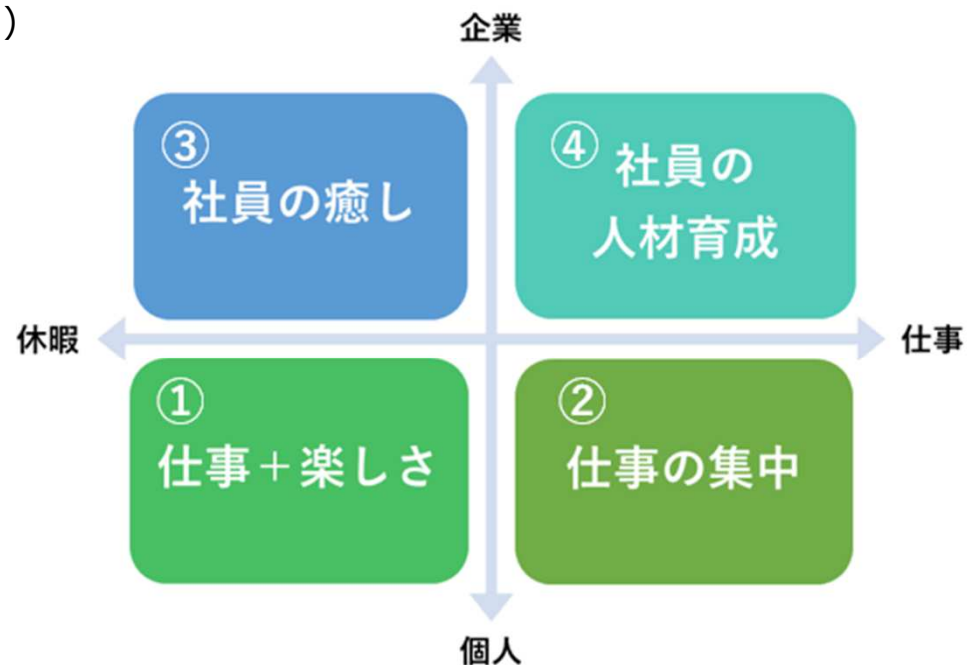 )
企業
③
社員の癒し
④ 社員の
人材育成
休暇
仕事
①
仕事＋楽しさ
②
仕事の集中
個人